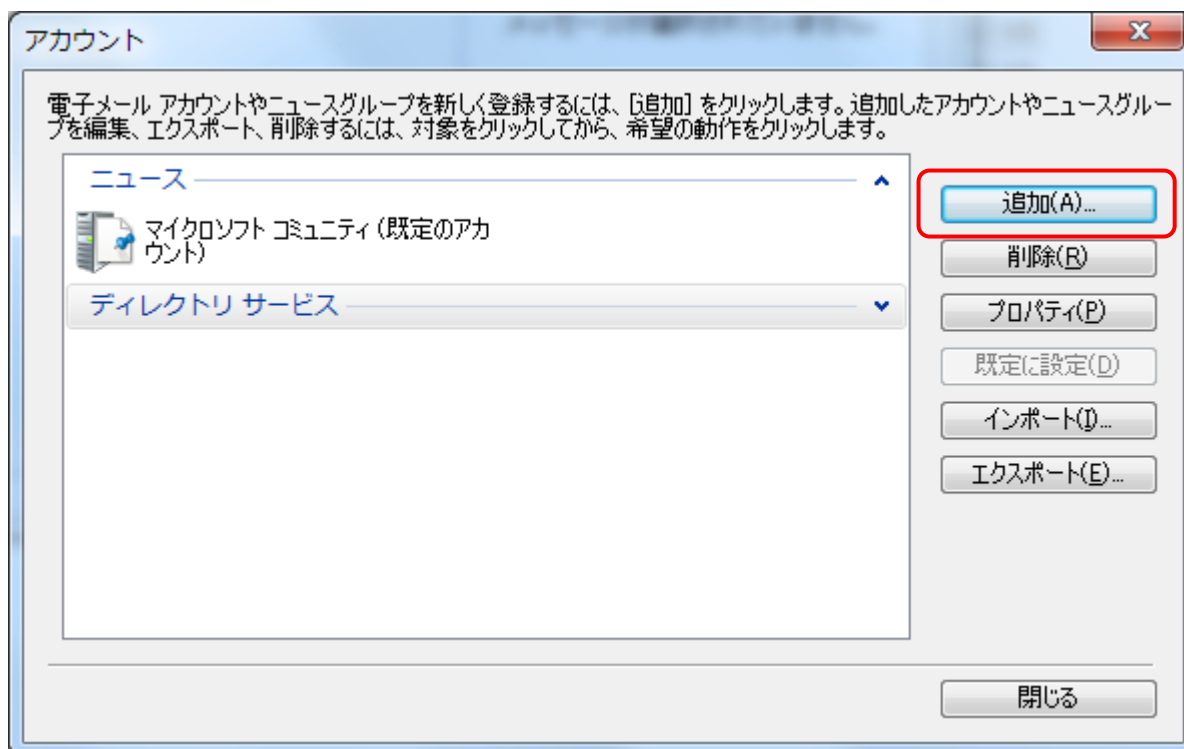 アカウント
電子メール アカウントやニュースグループを新しく登録するには、[追加] をクリックします。追加したアカウントやニュースグルー
プを編集、エクスポート、削除するには、対象をクリックしてから、希望の動作をクリックします。
ニュース
マイクロソフト コミュニティ (既定のアカ
ウント)
ディレクトリ サービス
追加(A)...
削除(R)
プロパティ(P)
既定に設定(D)
インポート(I)...
エクスポート(E)...
閉じる